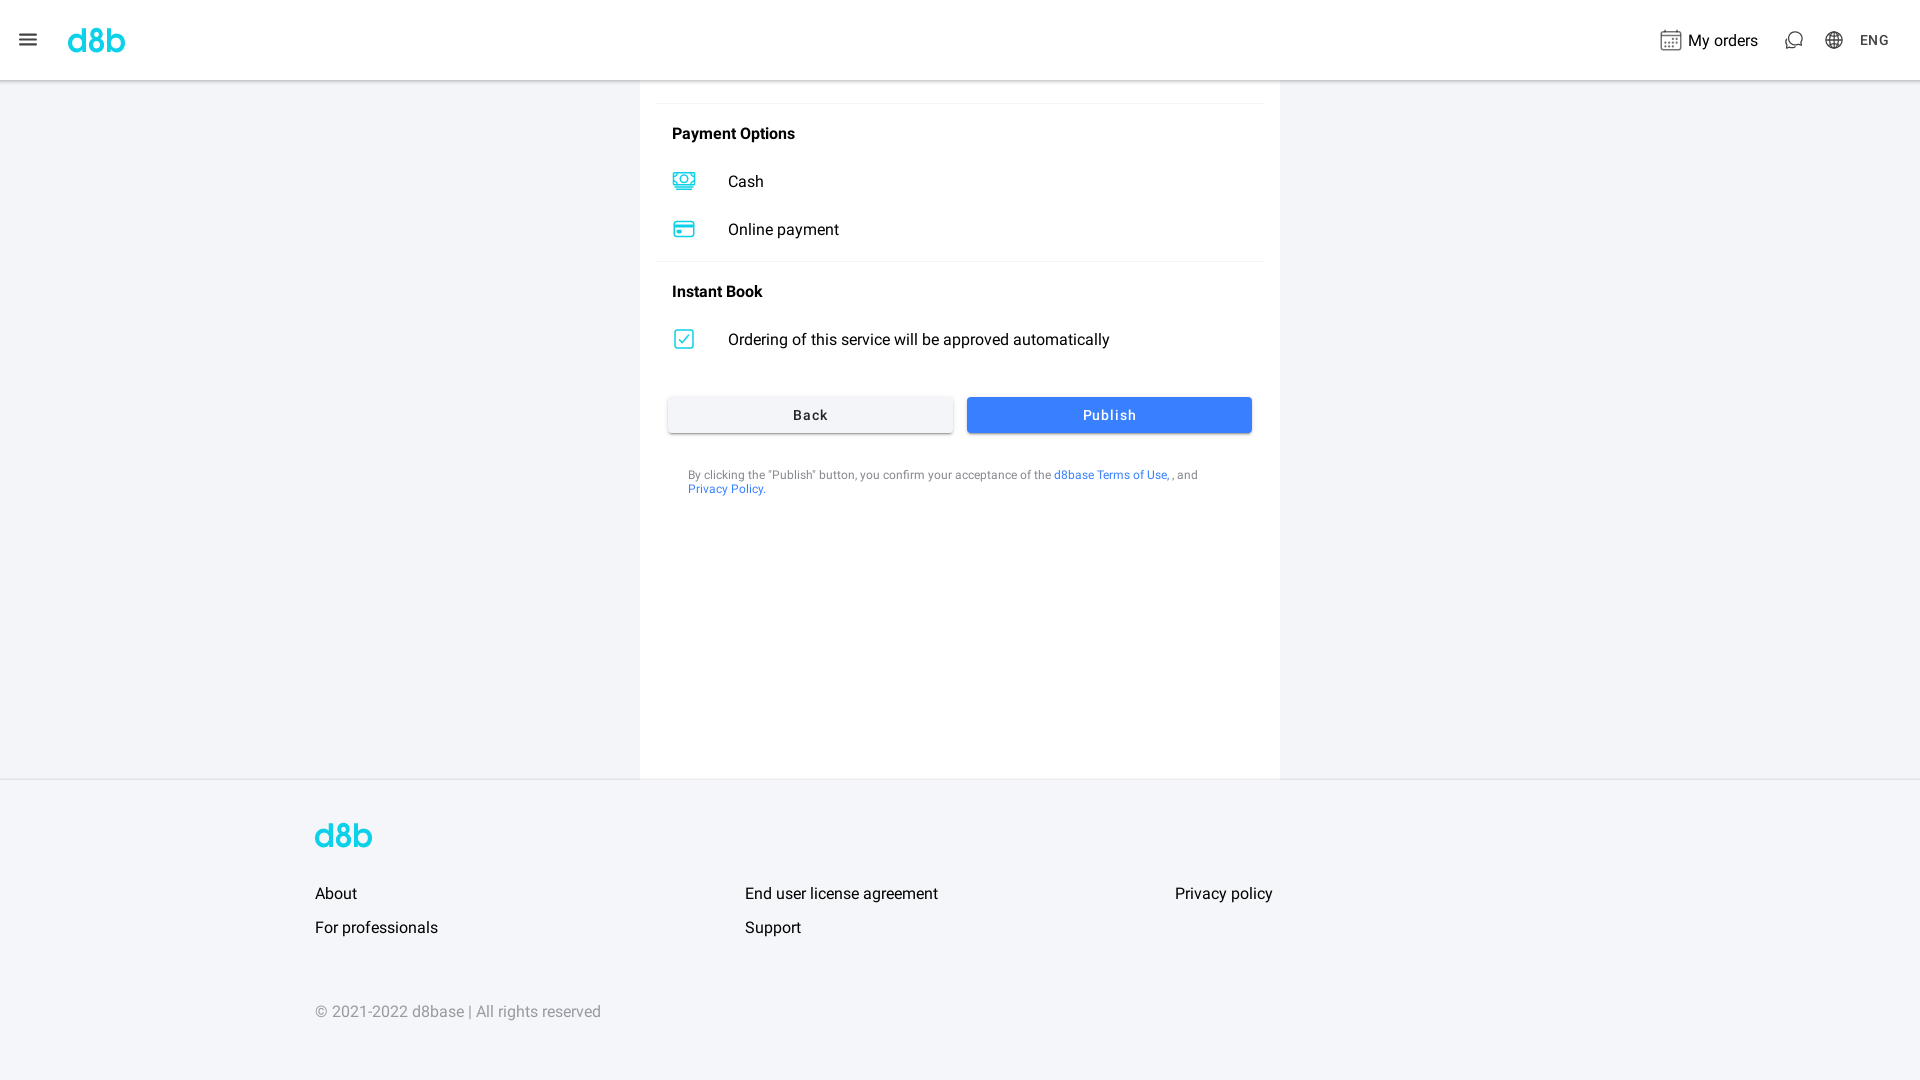 d8b
My orders
ENG
Payment Options
Cash
Online payment
Instant Book
Ordering of this service will be approved automatically
Back
Publish
By clicking the "Publish" button, you confirm your acceptance of the d8base Terms of Use, , and
Privacy Policy.
d8b
About
End user license agreement
Privacy policy
For professionals
Support
© 2021-2022 d8base | All rights reserved